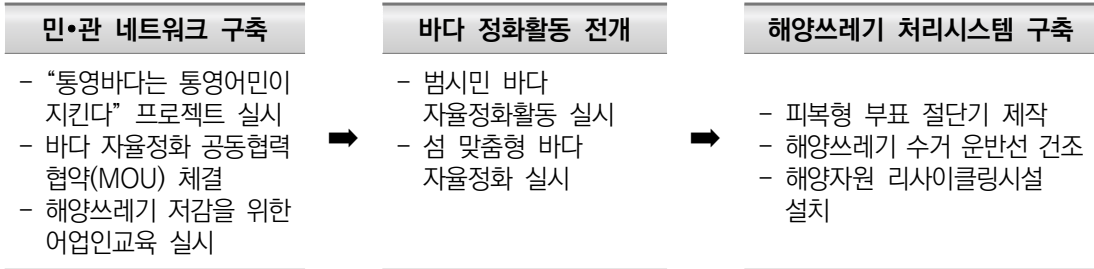 민•관 네트워크 구축
- “통영바다는 통영어민이
지킨다” 프로젝트 실시
- 바다 자율정화 공동협력
협약(MOU) 체결
- 해양쓰레기 저감을 위한
어업인교육 실시
➡
바다 정화활동 전개
- 범시민 바다
자율정화활동 실시
- 섬 맞춤형 바다
자율정화 실시
➡
해양쓰레기 처리시스템 구축
- 피복형 부표 절단기 제작
- 해양쓰레기 수거 운반선 건조
- 해양자원 리사이클링시설
설치